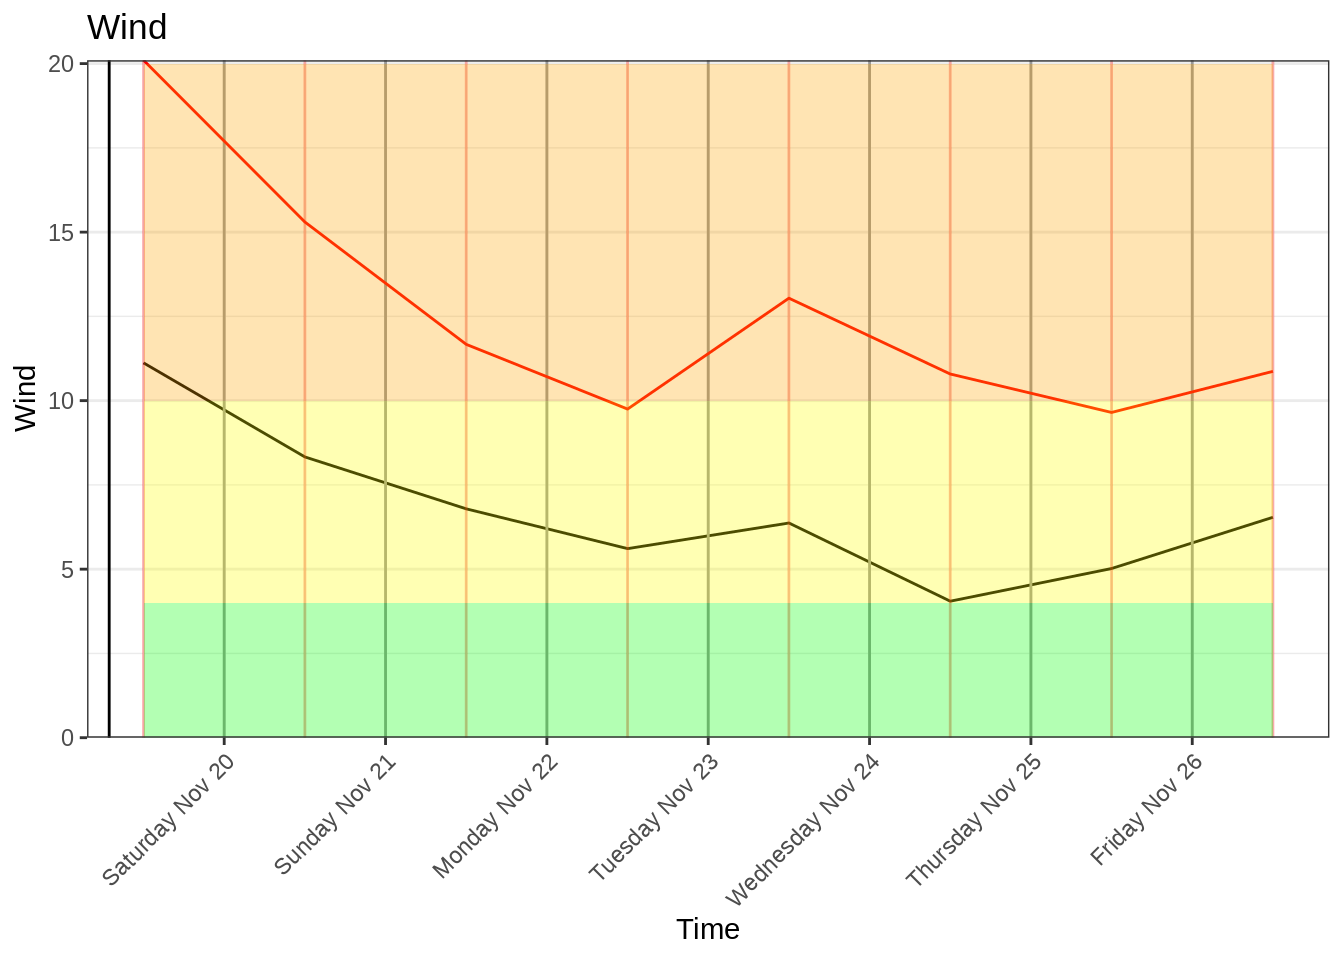 Wind
20
15
10
5
0
Wind
Saturday Nov 20
Sunday Nov 21
Monday Nov 22
Tuesday Nov 23
Wednesday Nov 24
Thursday Nov 25
Friday Nov 26
Time